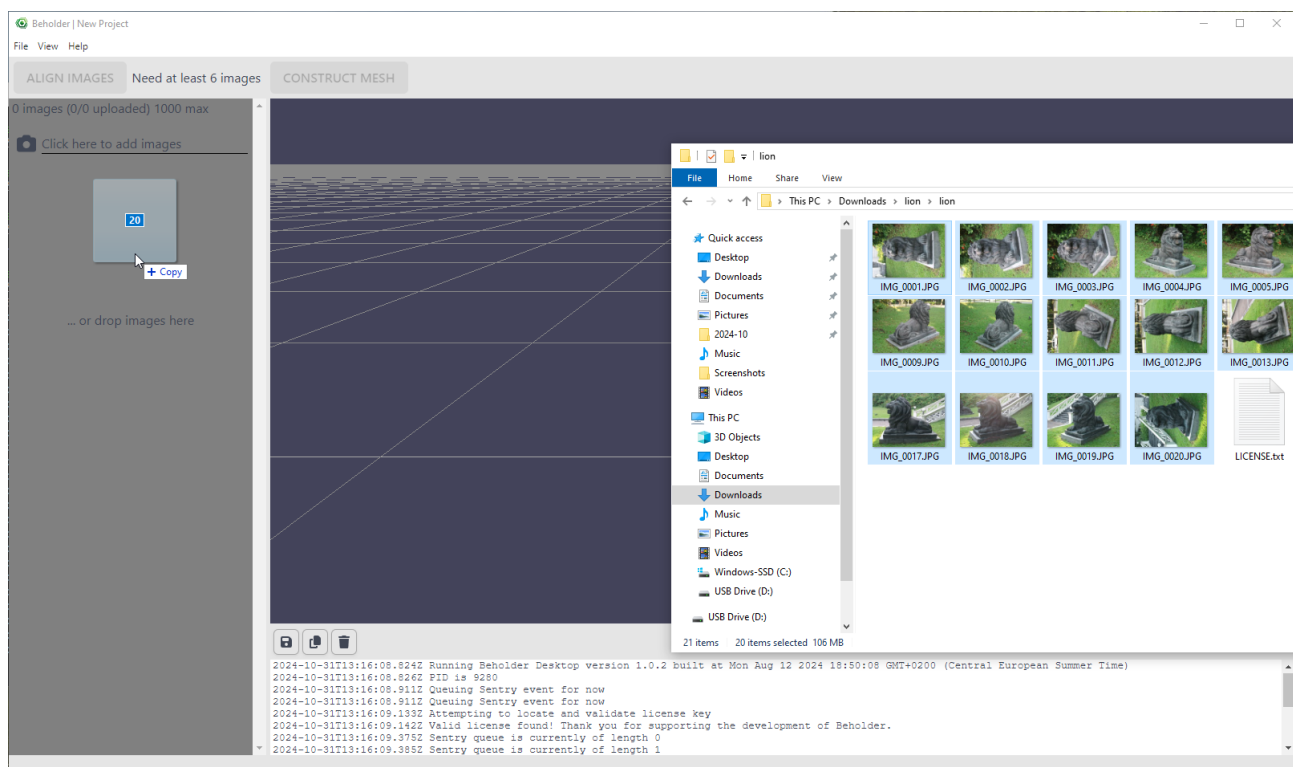 Beholder | New Project
File View Help
ALIGN IMAGES Need at least 6 images CONSTRUCT MESH
0 images (0/0 uploaded) 1000 max
Click here to add images
20
+ Copy
... or drop images here
lion
File Home Share View
This PC > Downloads > lion > lion
Quick access
Desktop
Downloads
Documents
Pictures
2024-10
Music
Screenshots
Videos
This PC
3D Objects
Desktop
Documents
Downloads
Music
Pictures
Videos
Windows-SSD (C:)
USB Drive (D:)
USB Drive (D:)
IMG_0001.JPG IMG_0002.JPG IMG_0003.JPG IMG_0004.JPG IMG_0005.JPG
IMG_0009.JPG IMG_0010.JPG IMG_0011.JPG IMG_0012.JPG IMG_0013.JPG
IMG_0017.JPG IMG_0018.JPG IMG_0019.JPG IMG_0020.JPG LICENSE.txt
21 items 20 items selected 106 MB
2024-10-31T13:16:08.824Z Running Beholder Desktop version 1.0.2 built at Mon Aug 12 2024 18:50:08 GMT+0200 (Central European Summer Time)
2024-10-31T13:16:08.826Z PID is 9280
2024-10-31T13:16:08.911Z Queuing Sentry event for now
2024-10-31T13:16:08.911Z Queuing Sentry event for now
2024-10-31T13:16:09.133Z Attempting to locate and validate license key
2024-10-31T13:16:09.142Z Valid license found! Thank you for supporting the development of Beholder.
2024-10-31T13:16:09.375Z Sentry queue is currently of length 0
2024-10-31T13:16:09.385Z Sentry queue is currently of length 1